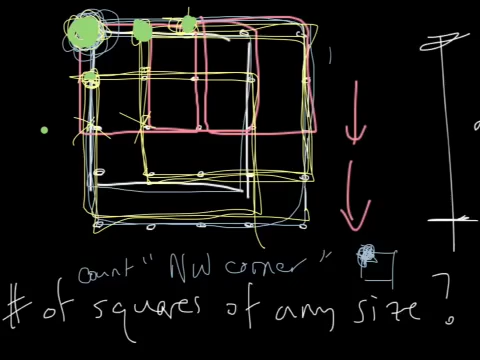 count "NW corner"
# of squares of any size?